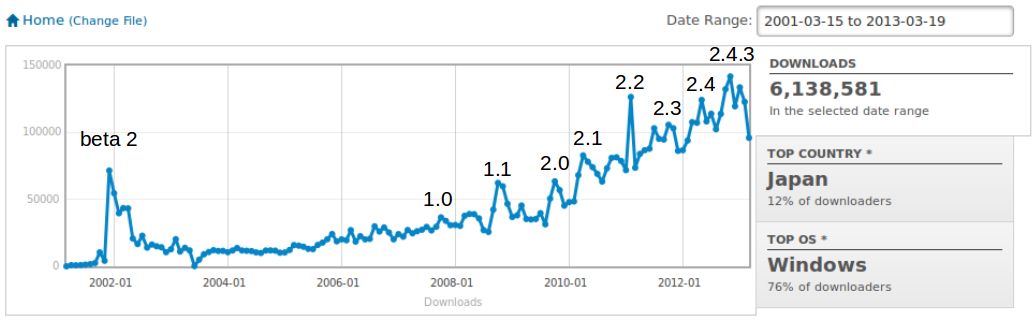 Home (Change File)
Date Range: 2001-03-15 to 2013-03-19
150000
100000
50000
0
beta 2
1.0
1.1
2.0
2.1
2.2
2.3
2.4
2.4.3
2002-01
2004-01
2006-01
2008-01
2010-01
2012-01
Downloads
DOWNLOADS
6,138,581
In the selected date range
TOP COUNTRY *
Japan
12% of downloaders
TOP OS *
Windows
76% of downloaders